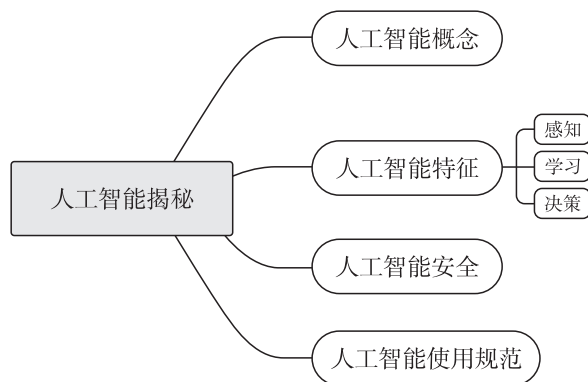 人工智能揭秘
人工智能概念
人工智能特征
感知
学习
决策
人工智能安全
人工智能使用规范